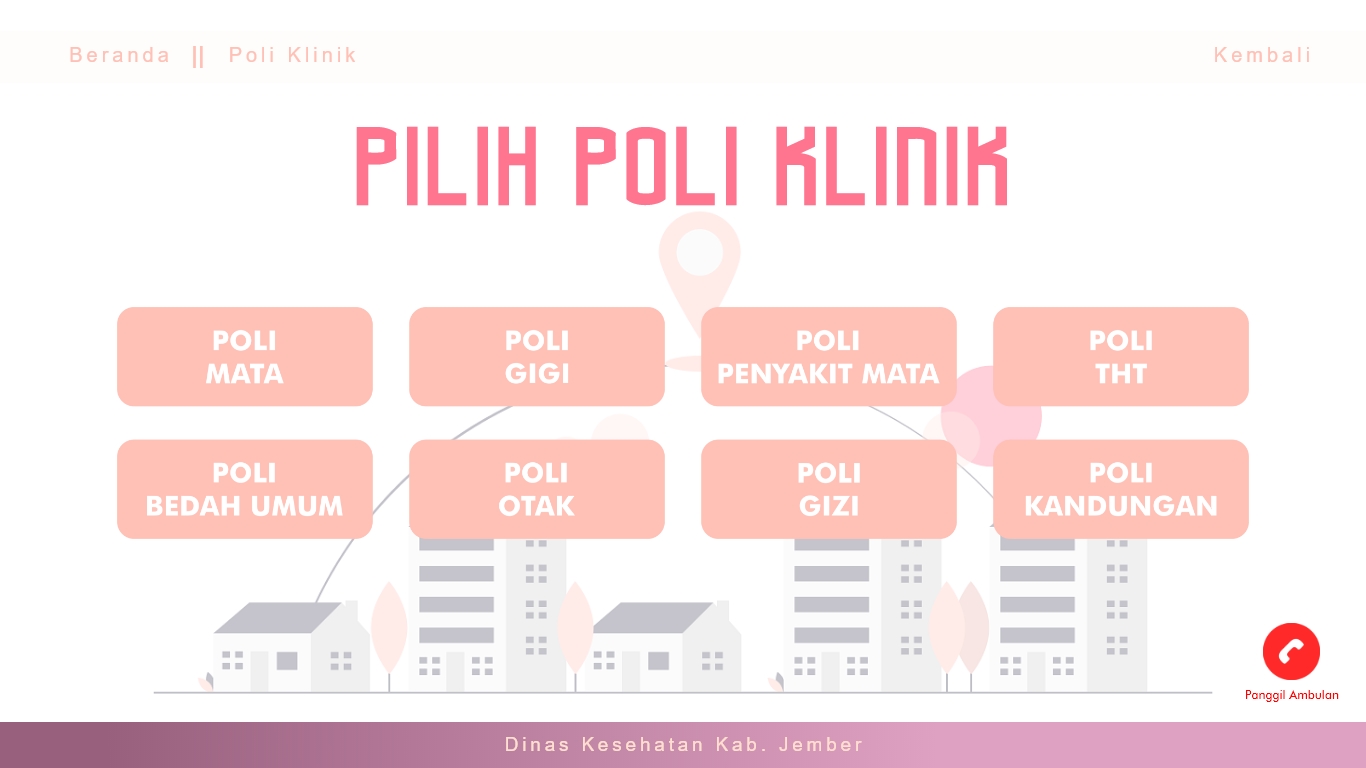 Beranda || Poli Klinik
Kembali
PILIH POLI KLINIK
POLI
MATA
POLI
GIGI
POLI
PENYAKIT MATA
POLI
THT
POLI
BEDAH UMUM
POLI
OTAK
POLI
GIZI
POLI
KANDUNGAN
Panggil Ambulan
Dinas Kesehatan Kab. Jember